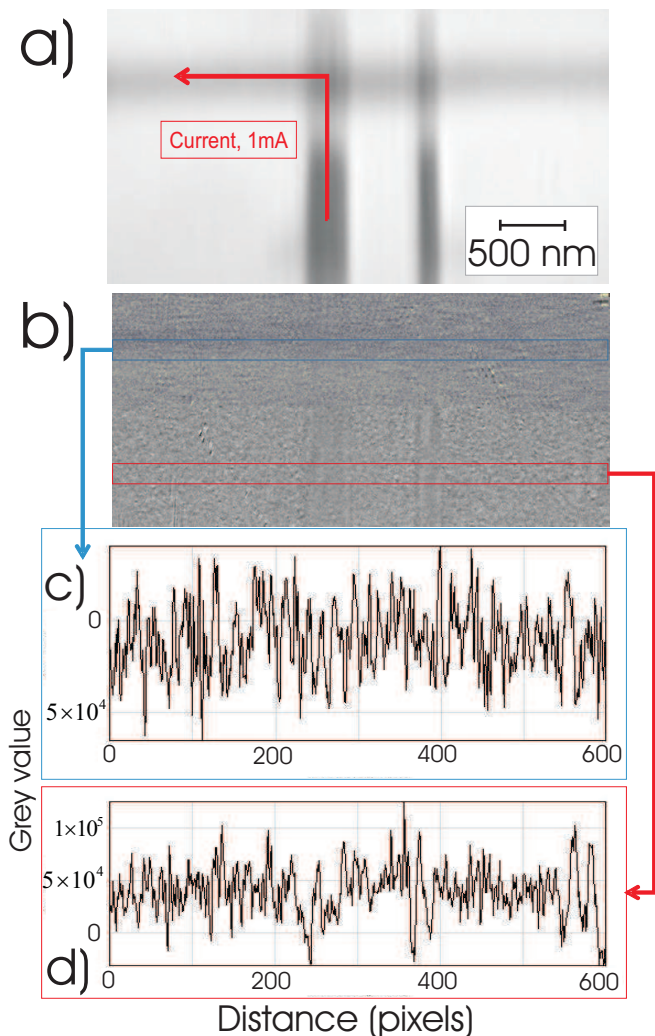 a)
Current, 1mA
500 nm
b)
c)
0
5×10⁴
0 200 400 600
Grey value
1×10⁵
5×10⁴
0
d)
0 200 400 600
Distance (pixels)